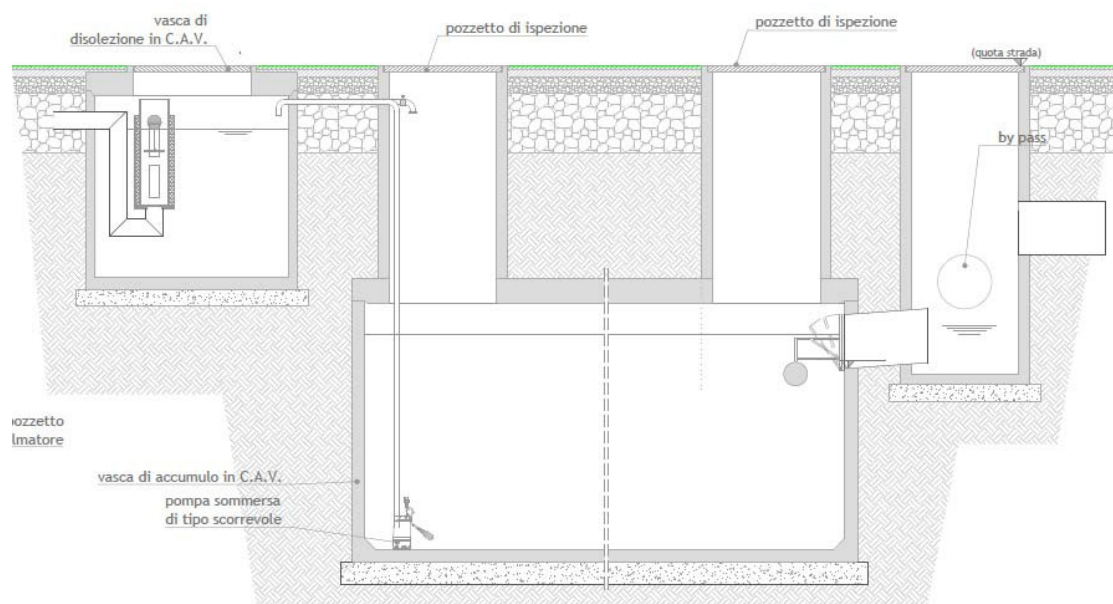 vasca di
disolezione in C.A.V.
pozzetto di ispezione
pozzetto di ispezione
(quota strada)
by pass
pozzetto
lmatore
vasca di accumulo in C.A.V.
pompa sommersa
di tipo scorrevole